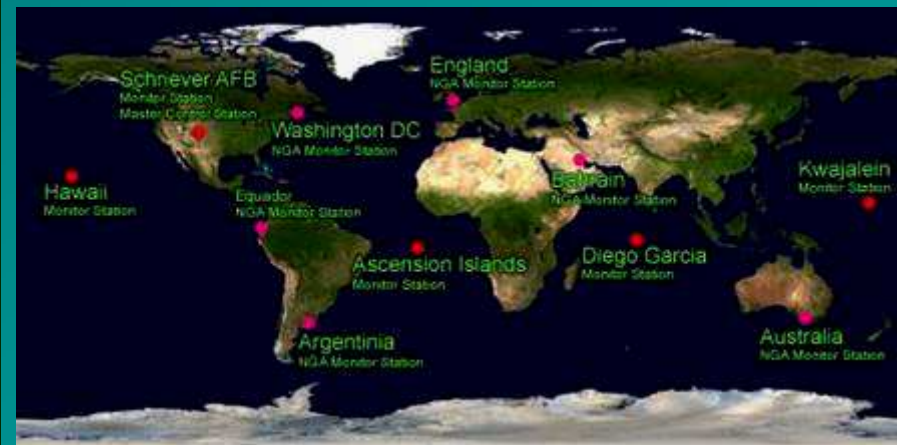 England
NGA Monitor Station
Schriever AFB
Monitor Station
Master Control Station
Washington DC
NGA Monitor Station
Hawaii
Monitor Station
Equador
NGA Monitor Station
Bahrain
NGA Monitor Station
Kwajalein
Monitor Station
Ascension Islands
Monitor Station
Diego Garcia
Monitor Station
Argentinia
NGA Monitor Station
Australia
NGA Monitor Station